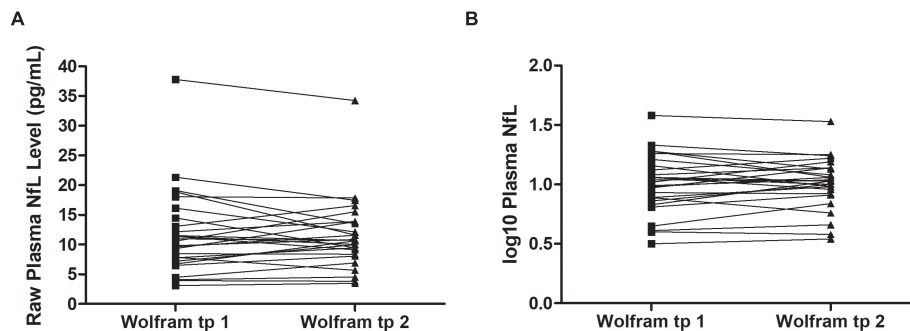 A
Raw Plasma NfL Level (pg/mL)
40
35
30
25
20
15
10
5
0
Wolfram tp 1
Wolfram tp 2
B
log10 Plasma NfL
2.0
1.5
1.0
0.5
0.0
Wolfram tp 1
Wolfram tp 2